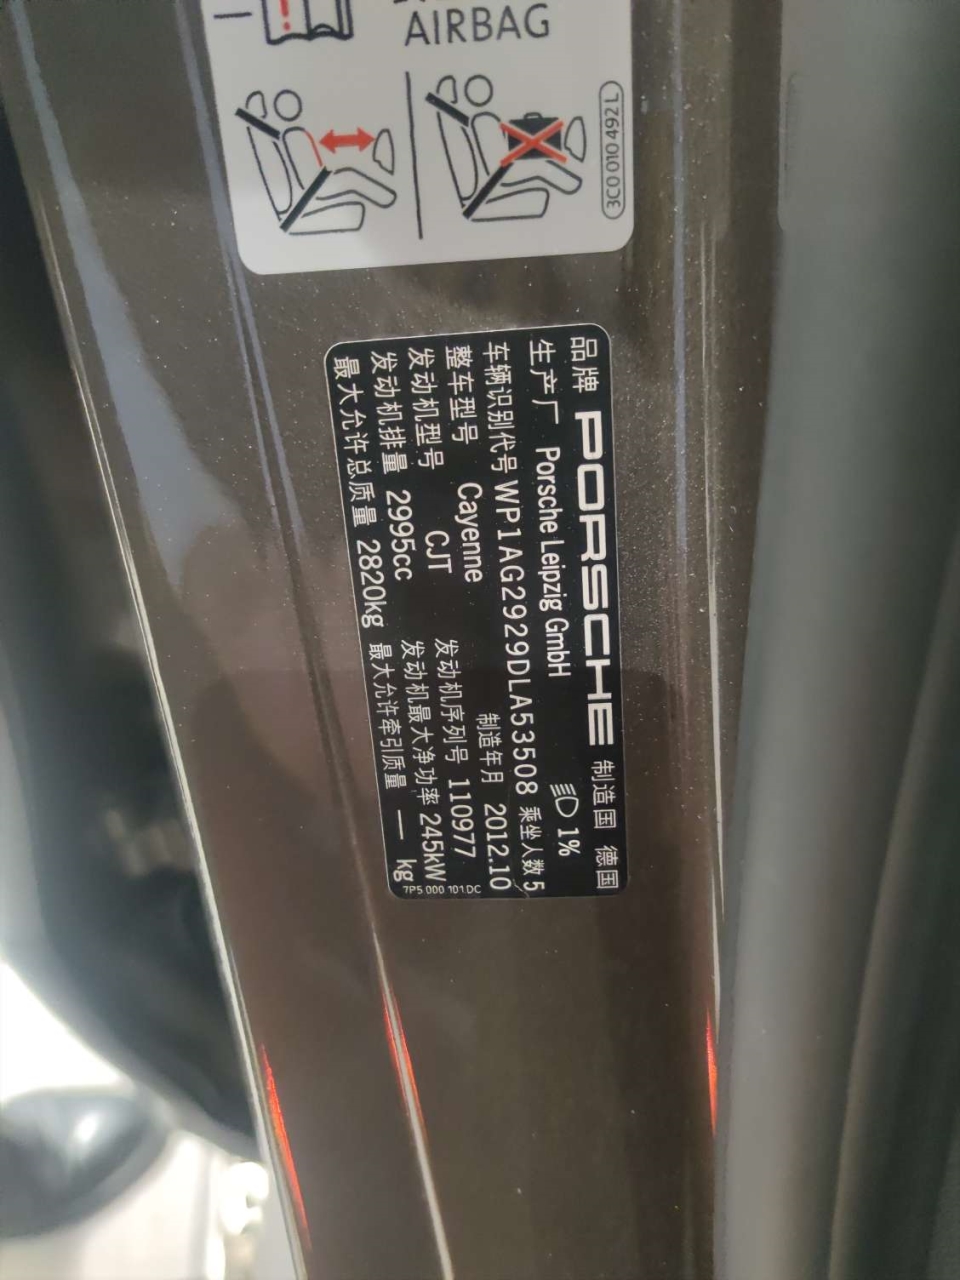 AIRBAG
3C0 010 492 L
品牌 PORSCHE 制造国 德国
生产厂 Porsche Leipzig GmbH 1%
车辆识别代号 WP1AG2929DLA53508 乘坐人数 5
整车型号 Cayenne 制造年月 2012.10
发动机型号 CJT 发动机序列号 110977
发动机排量 2995cc 发动机最大净功率 245kW
最大允许总质量 2820kg 最大允许牵引质量 — kg
7P5 000 101 DC